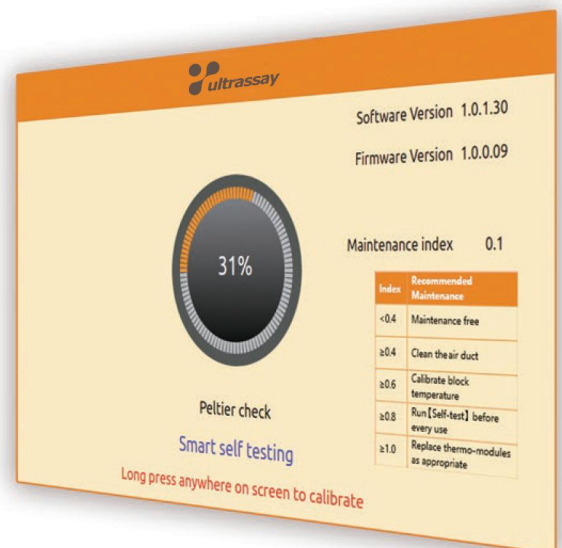 ultrassay
Software Version 1.0.1.30
Firmware Version 1.0.0.09
31%
Maintenance index 0.1
Index Recommended
Maintenance
<0.4 Maintenance free
≥0.4 Clean the air duct
≥0.6 Calibrate block
temperature
≥0.8 Run【Self-test】before
every use
≥1.0 Replace thermo-modules
as appropriate
Peltier check
Smart self testing
Long press anywhere on screen to calibrate